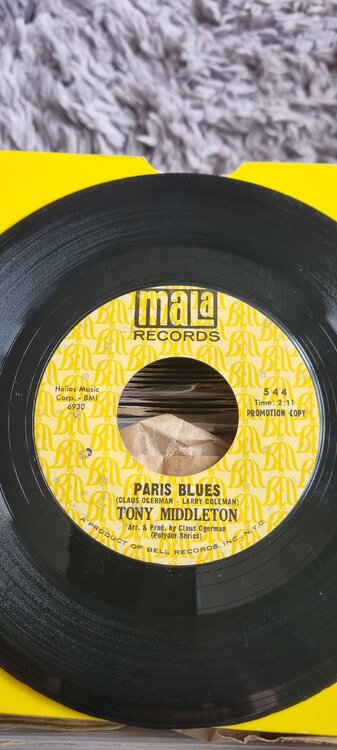 mala
RECORDS
Helios Music
Corp. - BMI
6930
544
Time: 2:11
PROMOTION COPY
PARIS BLUES
(CLAUS OGERMAN - LARRY COLEMAN)
TONY MIDDLETON
Arr. & Prod. by Claus Ogerman
(Polydor Series)
A PRODUCT OF BELL RECORDS, INC., N.Y.C.